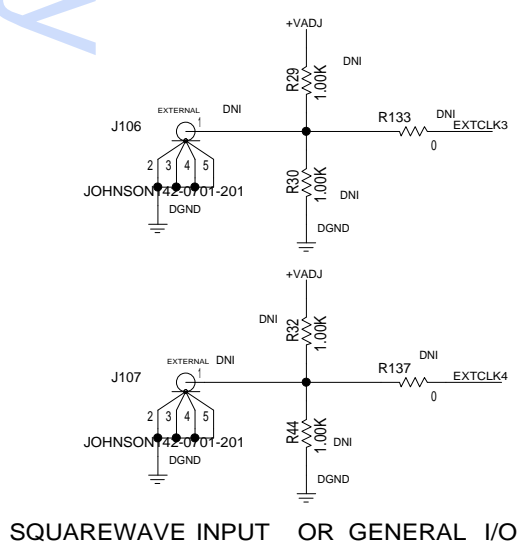 +VADJ
DNI
R29
1.00K
EXTERNAL
DNI
J106
1
R133
DNI
EXTCLK3
0
2 3 4 5
R30
1.00K
DNI
JOHNSON142-0701-201
DGND
DGND
+VADJ
DNI
R32
1.00K
EXTERNAL
DNI
J107
1
R137
DNI
EXTCLK4
0
2 3 4 5
R44
1.00K
DNI
JOHNSON142-0701-201
DGND
DGND
SQUAREWAVE INPUT OR GENERAL I/O